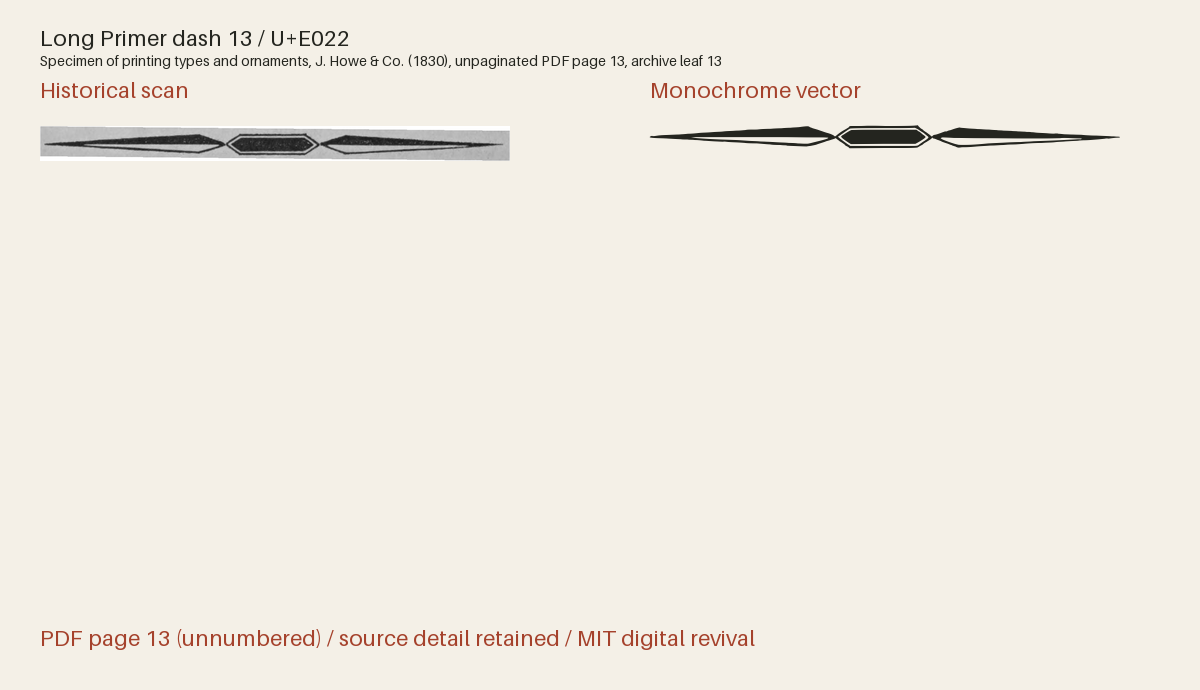 Long Primer dash 13 / U+E022
Specimen of printing types and ornaments, J. Howe & Co. (1830), unpaginated PDF page 13, archive leaf 13
Historical scan
Monochrome vector
PDF page 13 (unnumbered) / source detail retained / MIT digital revival